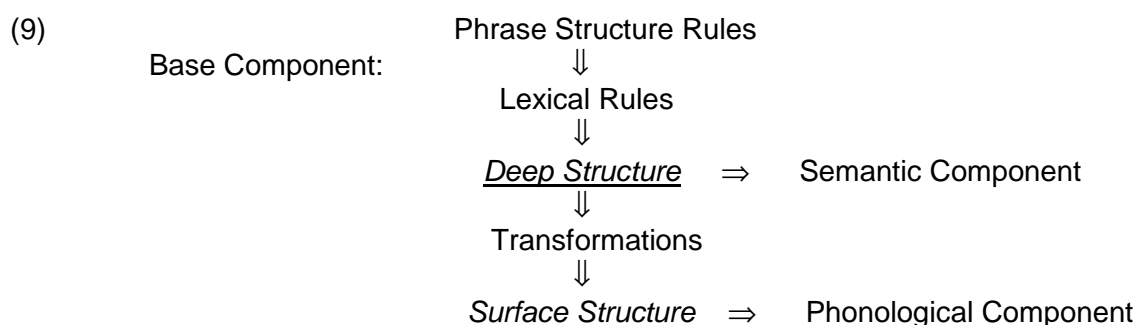 (9) Phrase Structure Rules
Base Component: ⇓
Lexical Rules
⇓
Deep Structure ⇒ Semantic Component
⇓
Transformations
⇓
Surface Structure ⇒ Phonological Component